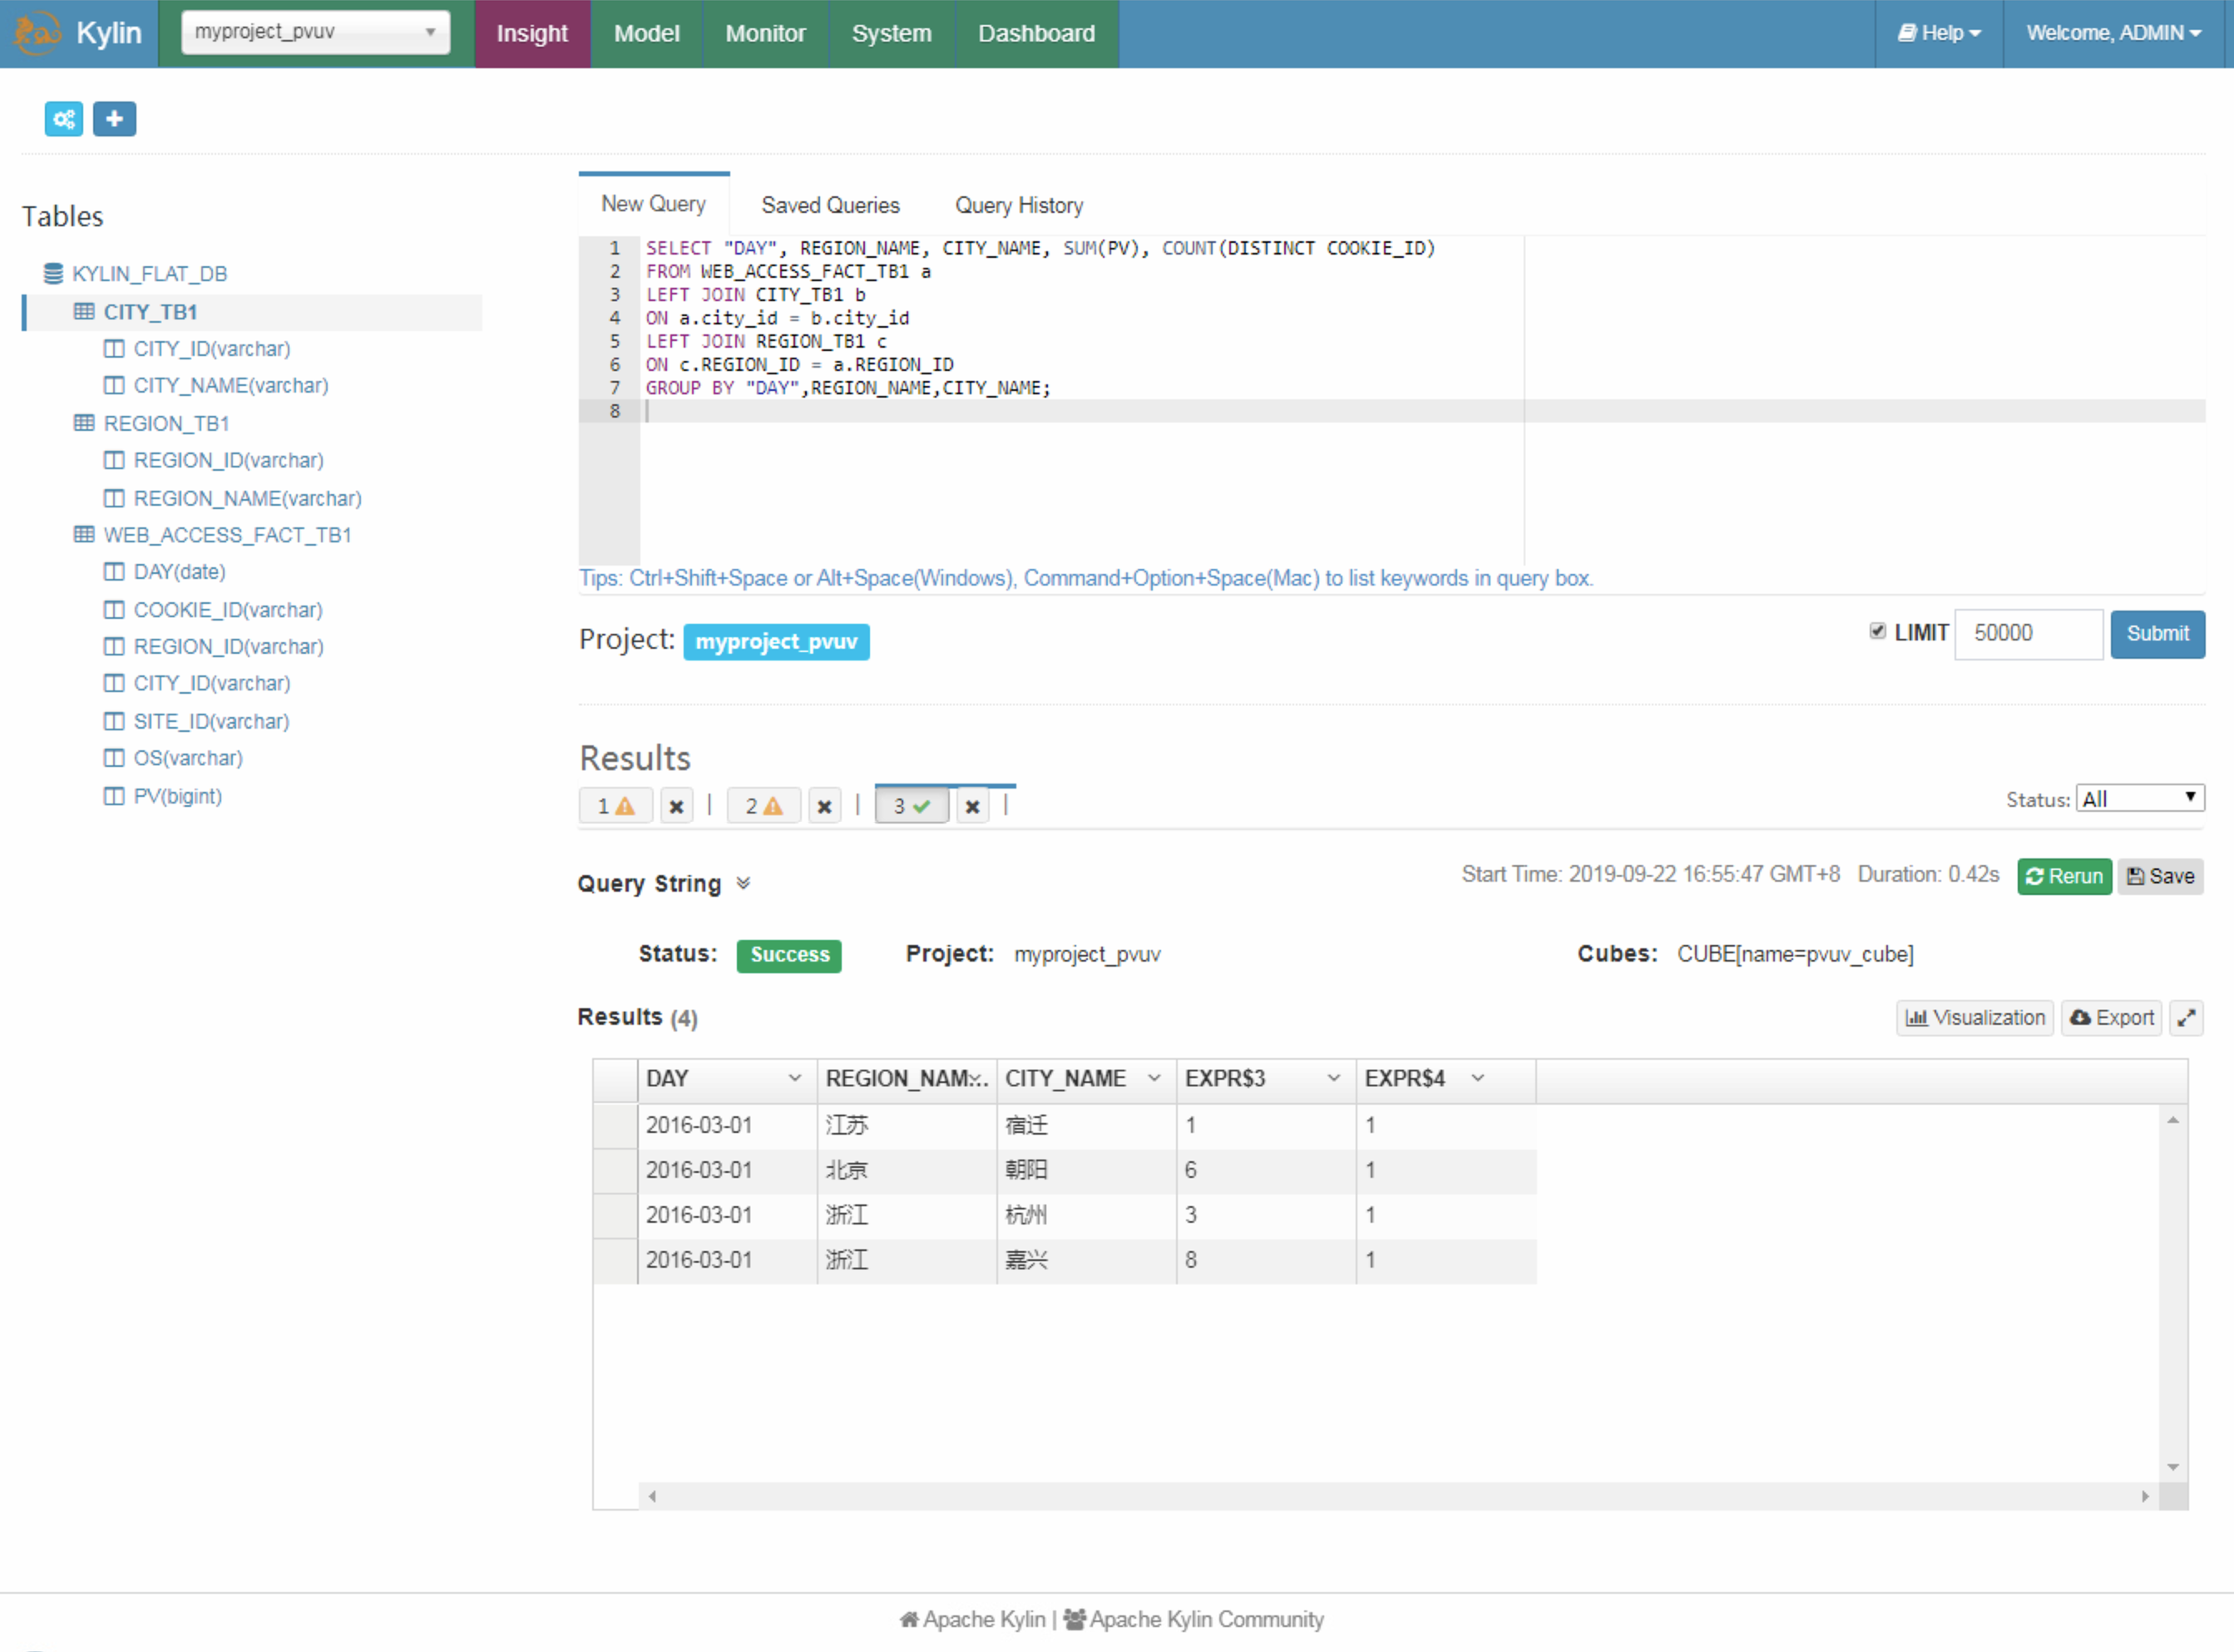 Kylin
myproject_pvuv
Insight
Model
Monitor
System
Dashboard
Help
Welcome, ADMIN
Tables
KYLIN_FLAT_DB
CITY_TB1
CITY_ID(varchar)
CITY_NAME(varchar)
REGION_TB1
REGION_ID(varchar)
REGION_NAME(varchar)
WEB_ACCESS_FACT_TB1
DAY(date)
COOKIE_ID(varchar)
REGION_ID(varchar)
CITY_ID(varchar)
SITE_ID(varchar)
OS(varchar)
PV(bigint)
New Query Saved Queries Query History
1 SELECT "DAY", REGION_NAME, CITY_NAME, SUM(PV), COUNT(DISTINCT COOKIE_ID)
2 FROM WEB_ACCESS_FACT_TB1 a
3 LEFT JOIN CITY_TB1 b
4 ON a.city_id = b.city_id
5 LEFT JOIN REGION_TB1 c
6 ON c.REGION_ID = a.REGION_ID
7 GROUP BY "DAY",REGION_NAME,CITY_NAME;
8
Tips: Ctrl+Shift+Space or Alt+Space(Windows), Command+Option+Space(Mac) to list keywords in query box.
Project: myproject_pvuv
LIMIT 50000 Submit
Results
1 | 2 | 3 |
Status: All
Query String
Start Time: 2019-09-22 16:55:47 GMT+8 Duration: 0.42s Rerun Save
Status: Success Project: myproject_pvuv Cubes: CUBE[name=pvuv_cube]
Results (4)
Visualization Export
DAY REGION_NAM... CITY_NAME EXPR$3 EXPR$4
2016-03-01 江苏 宿迁 1 1
2016-03-01 北京 朝阳 6 1
2016-03-01 浙江 杭州 3 1
2016-03-01 浙江 嘉兴 8 1
Apache Kylin | Apache Kylin Community